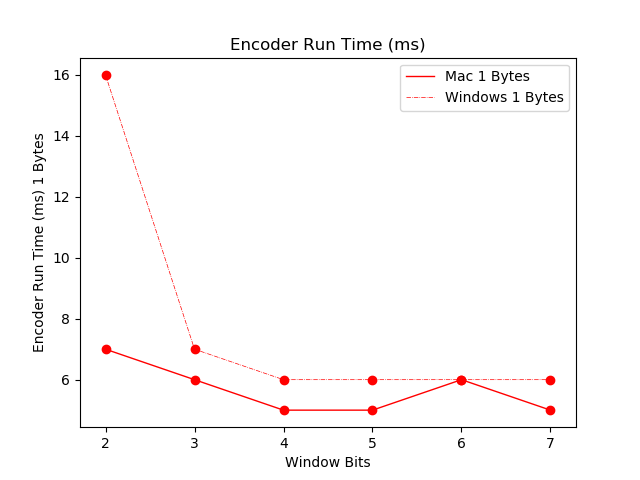 Encoder Run Time (ms)
Mac 1 Bytes
Windows 1 Bytes
Encoder Run Time (ms) 1 Bytes
16
14
12
10
8
6
2 3 4 5 6 7
Window Bits